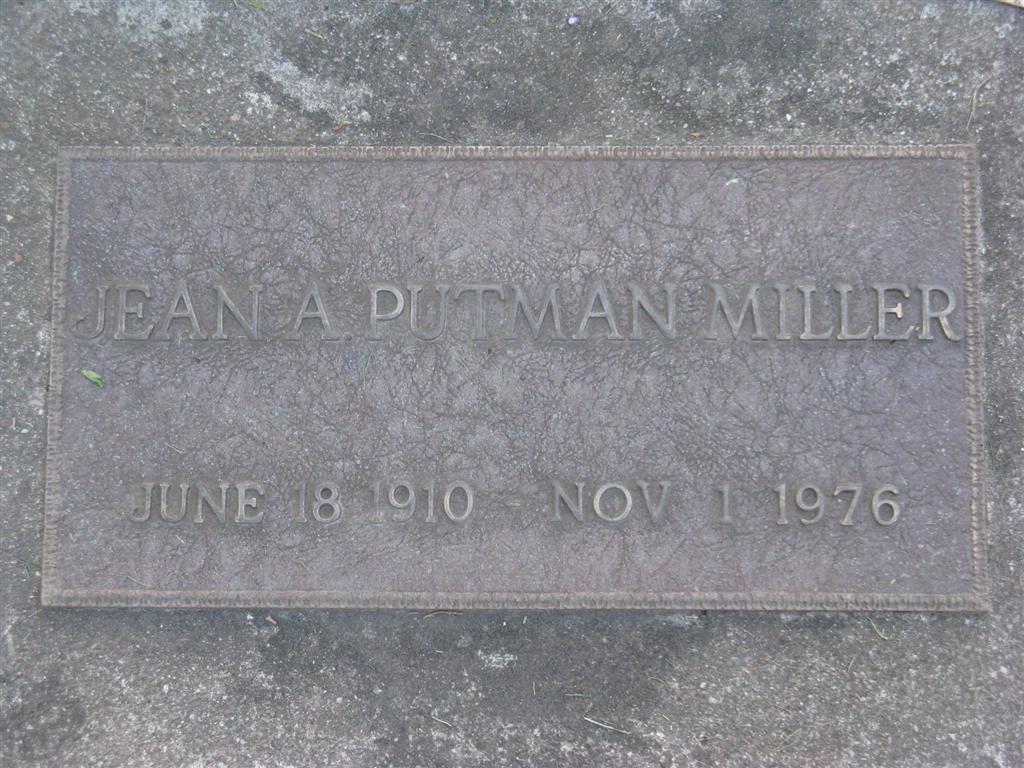 JEAN A. PUTMAN MILLER
JUNE 18 1910 - NOV 1 1976